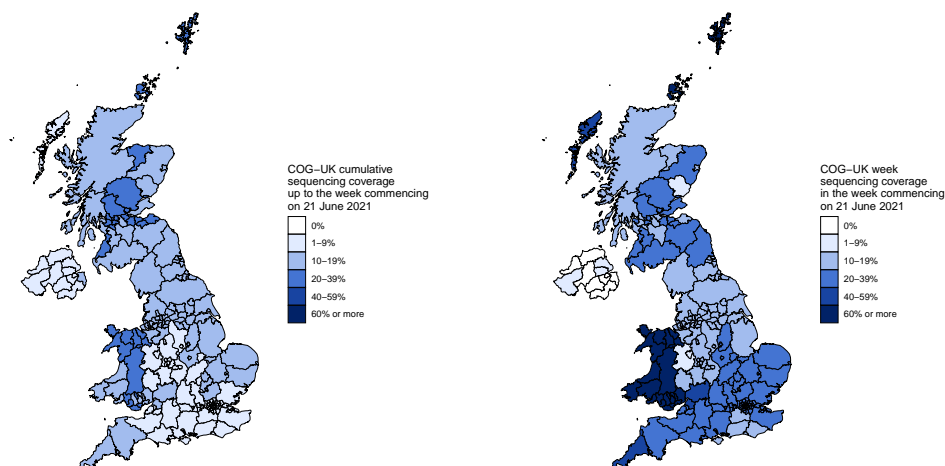 COG–UK cumulative
sequencing coverage
up to the week commencing
on 21 June 2021
0%
1–9%
10–19%
20–39%
40–59%
60% or more
COG–UK week
sequencing coverage
in the week commencing
on 21 June 2021
0%
1–9%
10–19%
20–39%
40–59%
60% or more